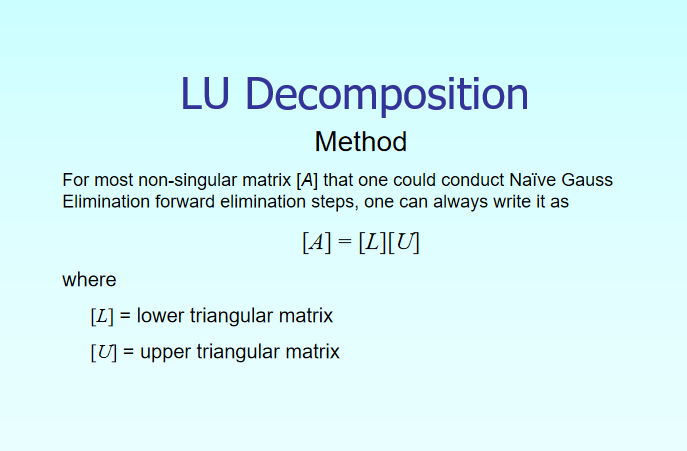 LU Decomposition
Method
For most non-singular matrix [A] that one could conduct Naïve Gauss
Elimination forward elimination steps, one can always write it as
[A] = [L][U]
where
[L] = lower triangular matrix
[U] = upper triangular matrix